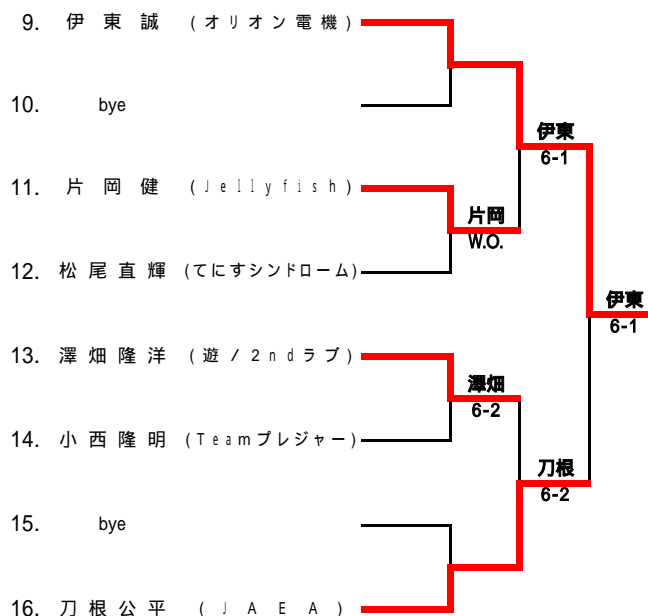 9. 伊東誠 (オリオン電機)
10. bye
伊東
6-1
11. 片岡健 (Jellyfish)
片岡
W.O.
12. 松尾直輝 (てにすシンドローム)
伊東
6-1
13. 澤畑隆洋 (遊/2ndラブ)
澤畑
6-2
14. 小西隆明 (Teamプレジャー)
刀根
6-2
15. bye
16. 刀根公平 (JAEA)